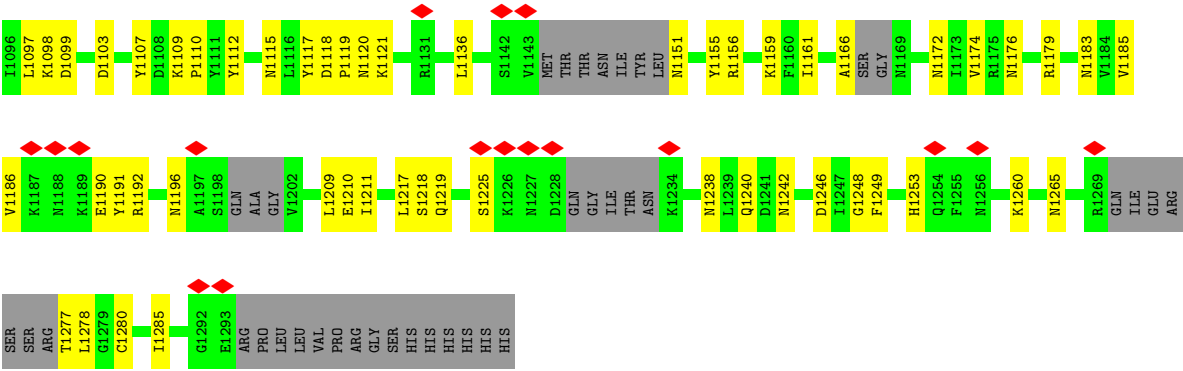 I1096 L1097 K1098 D1099 D1103 Y1107 D1108 K1109 P1110 Y1111 Y1112 N1115 L1116 Y1117 D1118 P1119 N1120 K1121 R1131 L1136 S1142 V1143 MET THR THR ASN ILE TYR LEU N1151 Y1155 R1156 K1159 F1160 I1161 A1166 SER GLY N1169 N1172 I1173 V1174 R1175 N1176 R1179 N1183 V1184 V1185
V1186 K1187 N1188 K1189 E1190 Y1191 R1192 N1196 A1197 S1198 GLN ALA GLY V1202 L1209 E1210 I1211 L1217 S1218 Q1219 S1225 K1226 N1227 D1228 GLN GLY ILE THR ASN K1234 N1238 L1239 Q1240 D1241 N1242 D1246 I1247 G1248 F1249 H1253 Q1254 F1255 N1256 K1260 N1265 R1269 GLN ILE GLU ARG
SER SER ARG T1277 L1278 G1279 C1280 I1285 G1292 E1293 ARG PRO LEU LEU VAL PRO ARG GLY SER HIS HIS HIS HIS HIS HIS